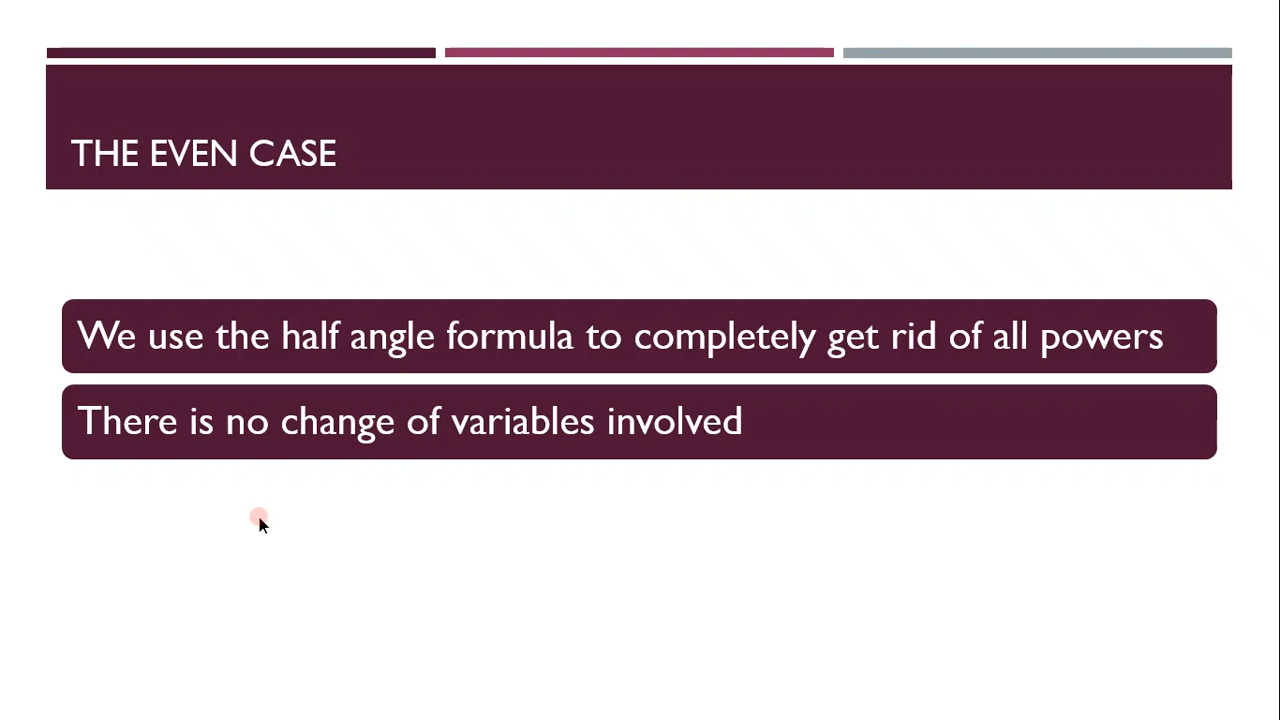 THE EVEN CASE
We use the half angle formula to completely get rid of all powers
There is no change of variables involved